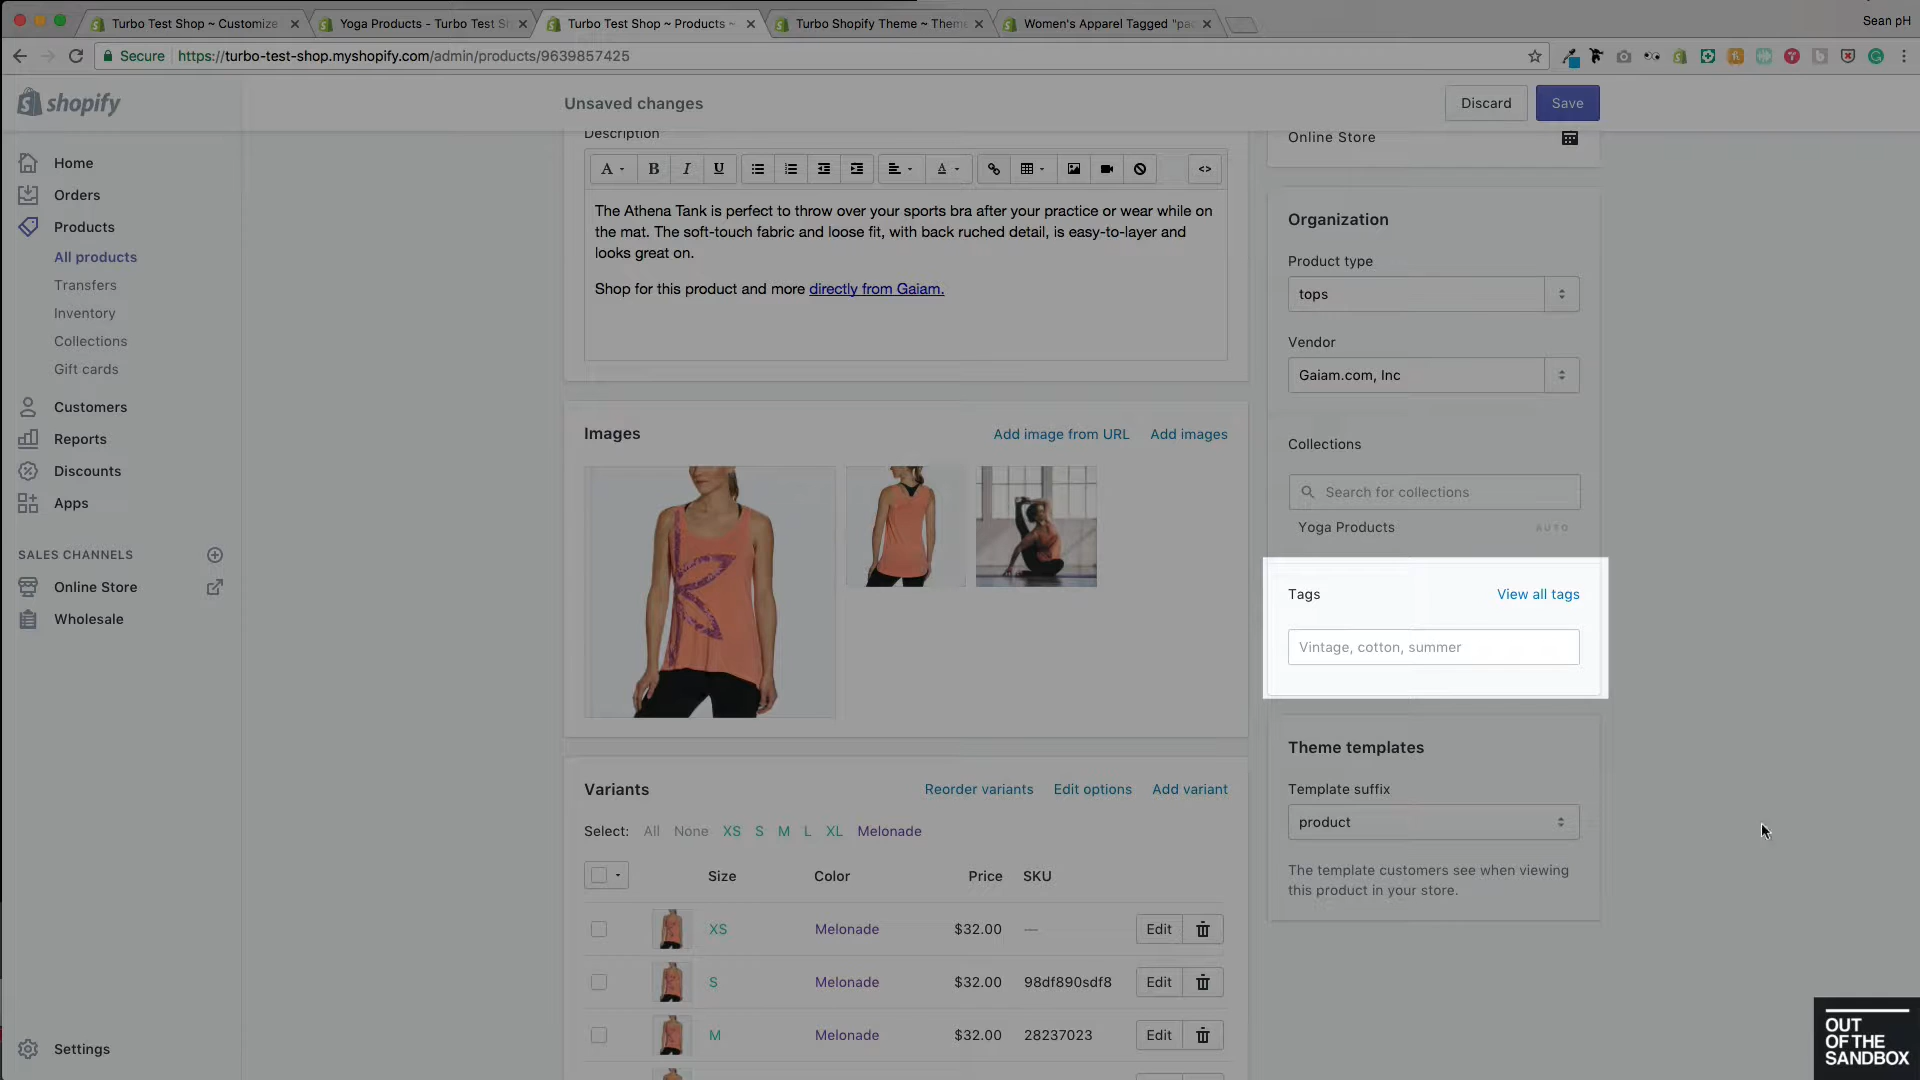 Turbo Test Shop ~ Customize
Yoga Products - Turbo Test Sh
Turbo Test Shop ~ Products ~
Turbo Shopify Theme ~ Theme
Women's Apparel Tagged "pac
Sean pH
Secure
https://turbo-test-shop.myshopify.com/admin/products/9639857425
shopify
Unsaved changes
Discard
Save
Home
Orders
Products
All products
Transfers
Inventory
Collections
Gift cards
Customers
Reports
Discounts
Apps
SALES CHANNELS
Online Store
Wholesale
Settings
Description
The Athena Tank is perfect to throw over your sports bra after your practice or wear while on
the mat. The soft-touch fabric and loose fit, with back ruched detail, is easy-to-layer and
looks great on.
Shop for this product and more directly from Gaiam.
Images
Add image from URL
Add images
Variants
Reorder variants
Edit options
Add variant
Select: All None XS S M L XL Melonade
Size Color Price SKU
XS Melonade $32.00 — Edit
S Melonade $32.00 98df890sdf8 Edit
M Melonade $32.00 28237023 Edit
Online Store
Organization
Product type
tops
Vendor
Gaiam.com, Inc
Collections
Search for collections
Yoga Products AUTO
Tags
View all tags
Vintage, cotton, summer
Theme templates
Template suffix
product
The template customers see when viewing
this product in your store.
OUT
OF THE
SANDBOX